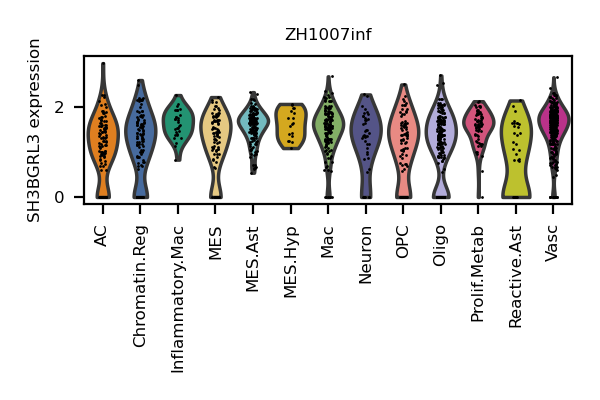 ZH1007inf
SH3BGRL3 expression
2
0
AC
Chromatin.Reg
Inflammatory.Mac
MES
MES.Ast
MES.Hyp
Mac
Neuron
OPC
Oligo
Prolif.Metab
Reactive.Ast
Vasc